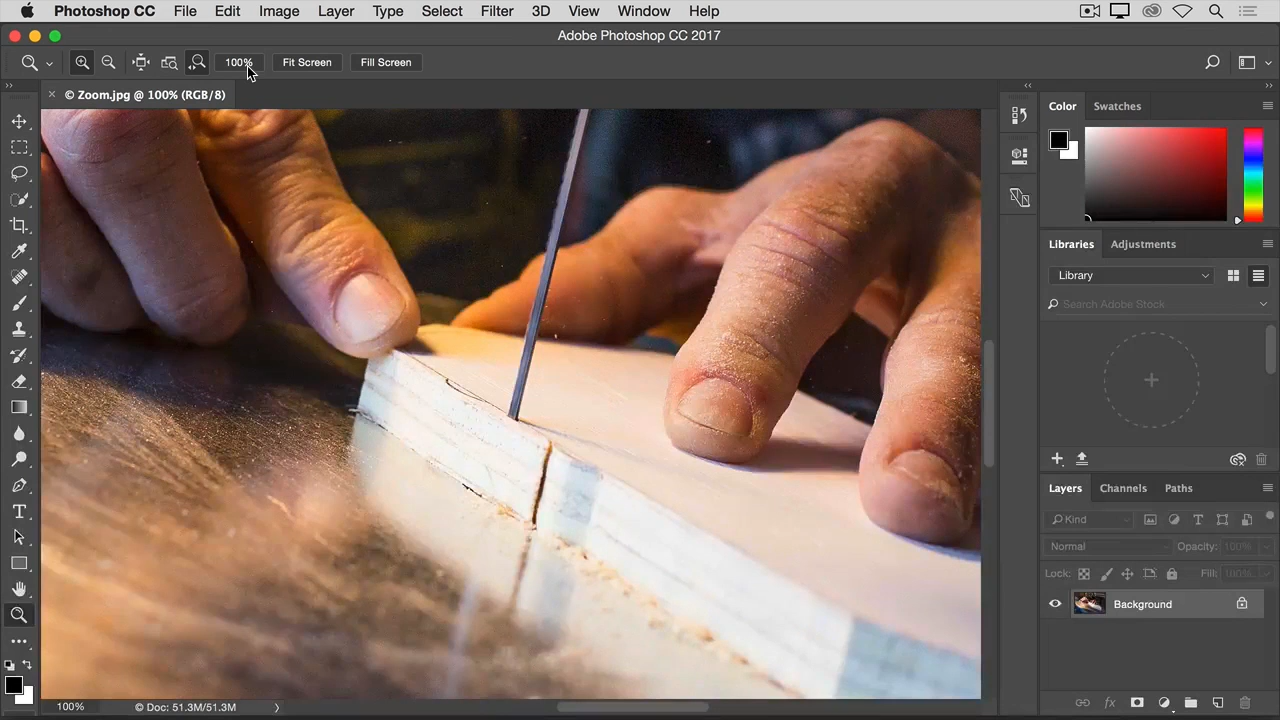 Photoshop CC File Edit Image Layer Type Select Filter 3D View Window Help
Adobe Photoshop CC 2017
100% Fit Screen Fill Screen
× © Zoom.jpg @ 100% (RGB/8)
Color Swatches
Libraries Adjustments
Library
Search Adobe Stock
Layers Channels Paths
Kind
Normal Opacity: 100%
Lock: Fill: 100%
Background
100% © Doc: 51.3M/51.3M